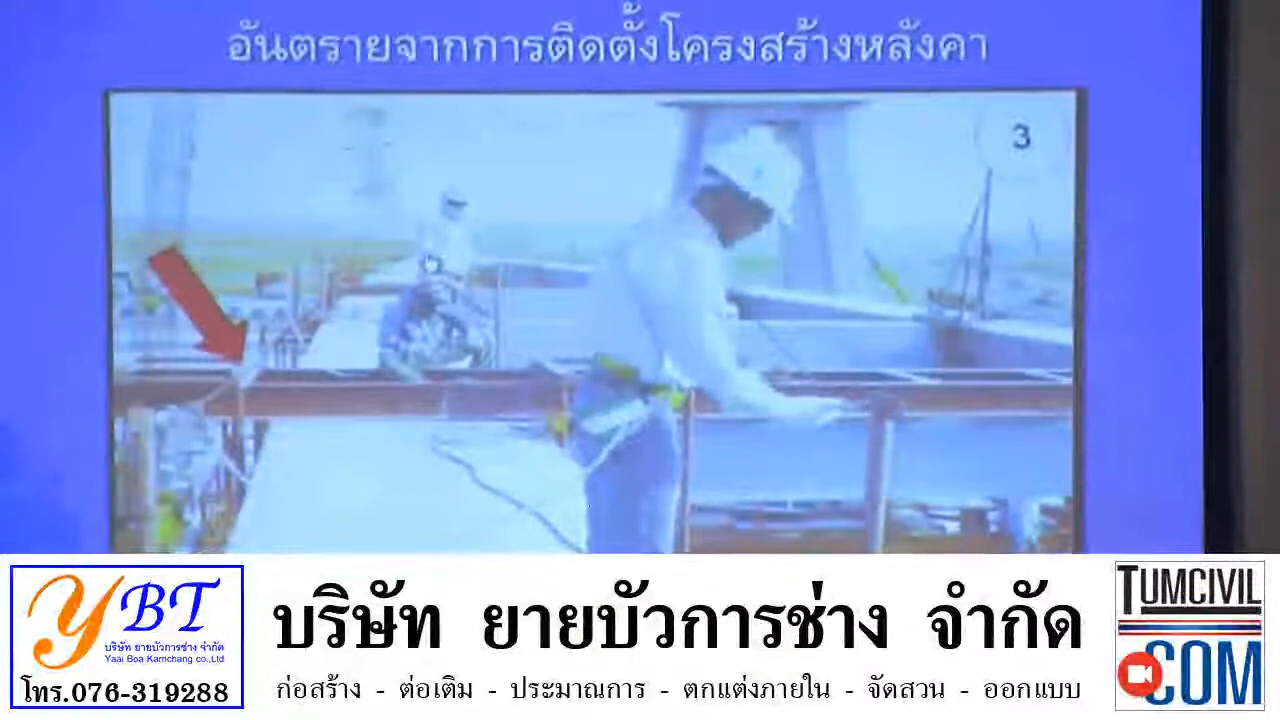 อันตรายจากการติดตั้งโครงสร้างหลังคา
3
YBT
บริษัท ยายบัวการช่าง จำกัด
Yaai Boa Kamchang co.,Ltd
โทร.076-319288
บริษัท ยายบัวการช่าง จำกัด
ก่อสร้าง - ต่อเติม - ประมาณการ - ตกแต่งภายใน - จัดสวน - ออกแบบ
TUMCIVIL
.COM